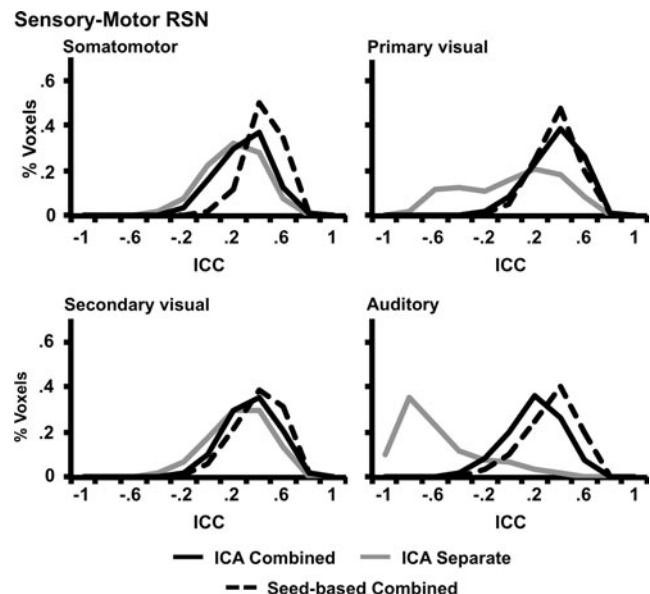 Sensory-Motor RSN
Somatomotor
Primary visual
% Voxels
.6
.4
.2
0
-1 -.6 -.2 .2 .6 1
ICC
.6
.4
.2
0
-1 -.6 -.2 .2 .6 1
ICC
Secondary visual
Auditory
% Voxels
.6
.4
.2
0
-1 -.6 -.2 .2 .6 1
ICC
.6
.4
.2
0
-1 -.6 -.2 .2 .6 1
ICC
ICA Combined ICA Separate
Seed-based Combined